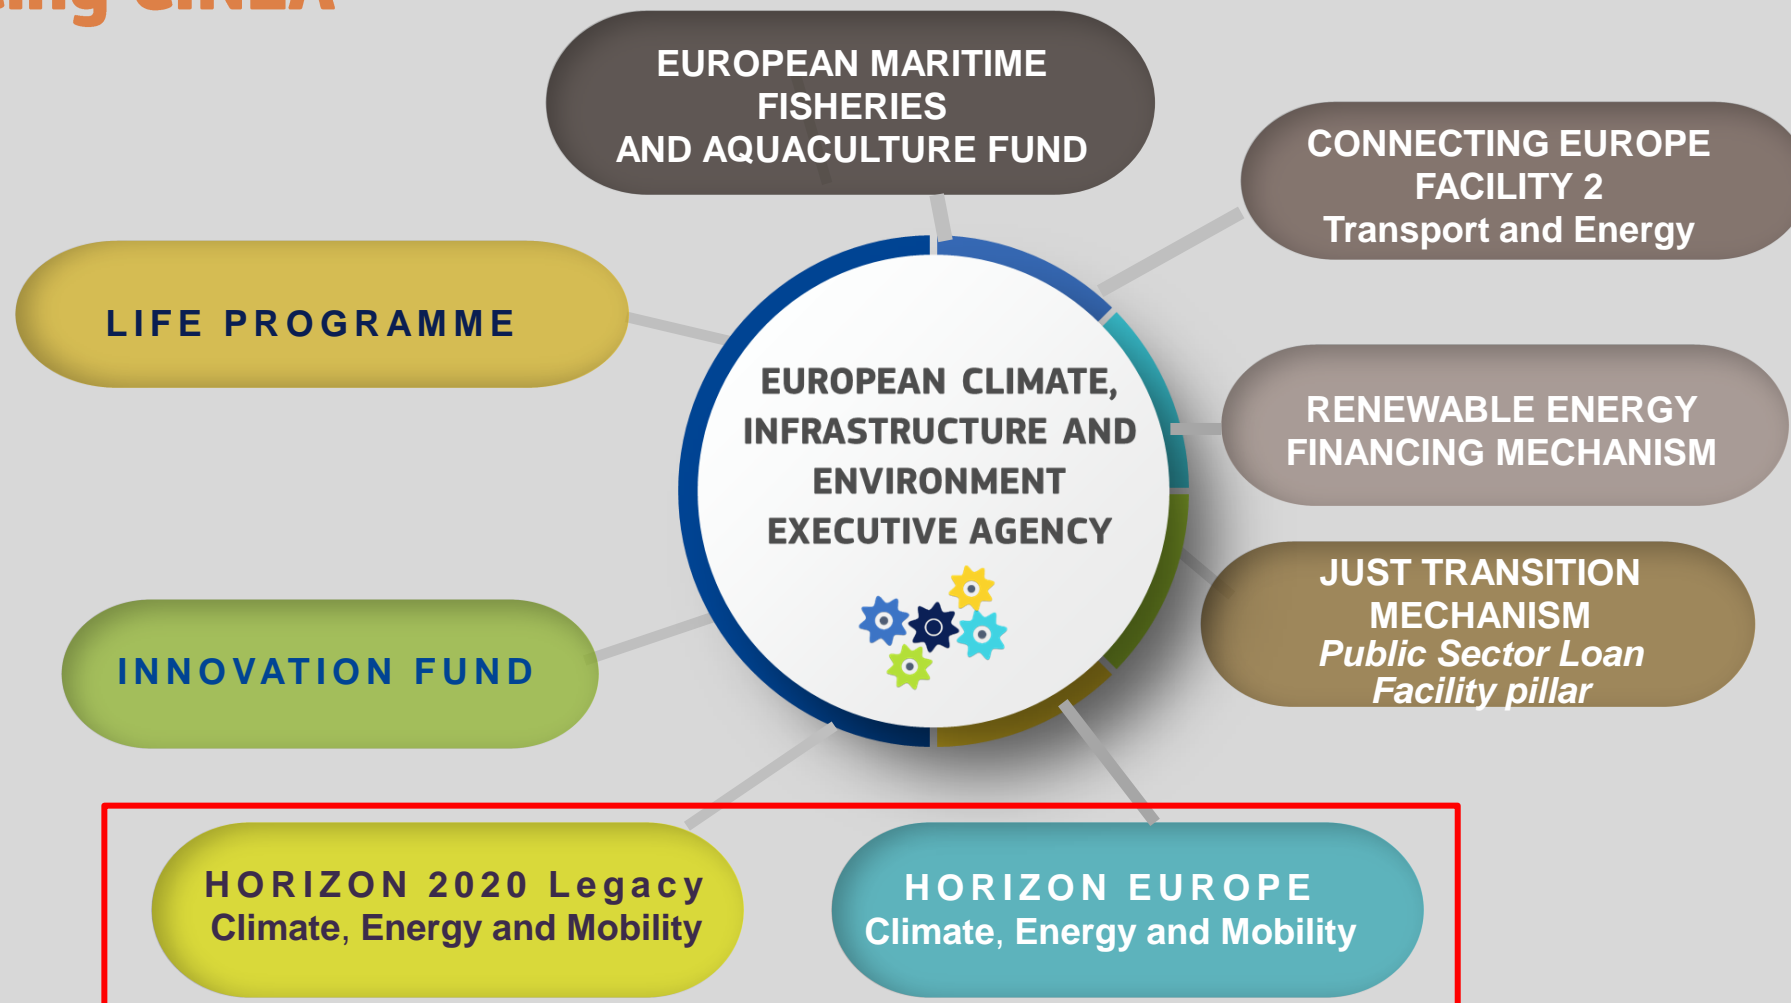 CINEA
EUROPEAN MARITIME
FISHERIES
AND AQUACULTURE FUND
CONNECTING EUROPE
FACILITY 2
Transport and Energy
LIFE PROGRAMME
EUROPEAN CLIMATE,
INFRASTRUCTURE AND
ENVIRONMENT
EXECUTIVE AGENCY
RENEWABLE ENERGY
FINANCING MECHANISM
JUST TRANSITION
MECHANISM
Public Sector Loan
Facility pillar
INNOVATION FUND
HORIZON 2020 Legacy
Climate, Energy and Mobility
HORIZON EUROPE
Climate, Energy and Mobility